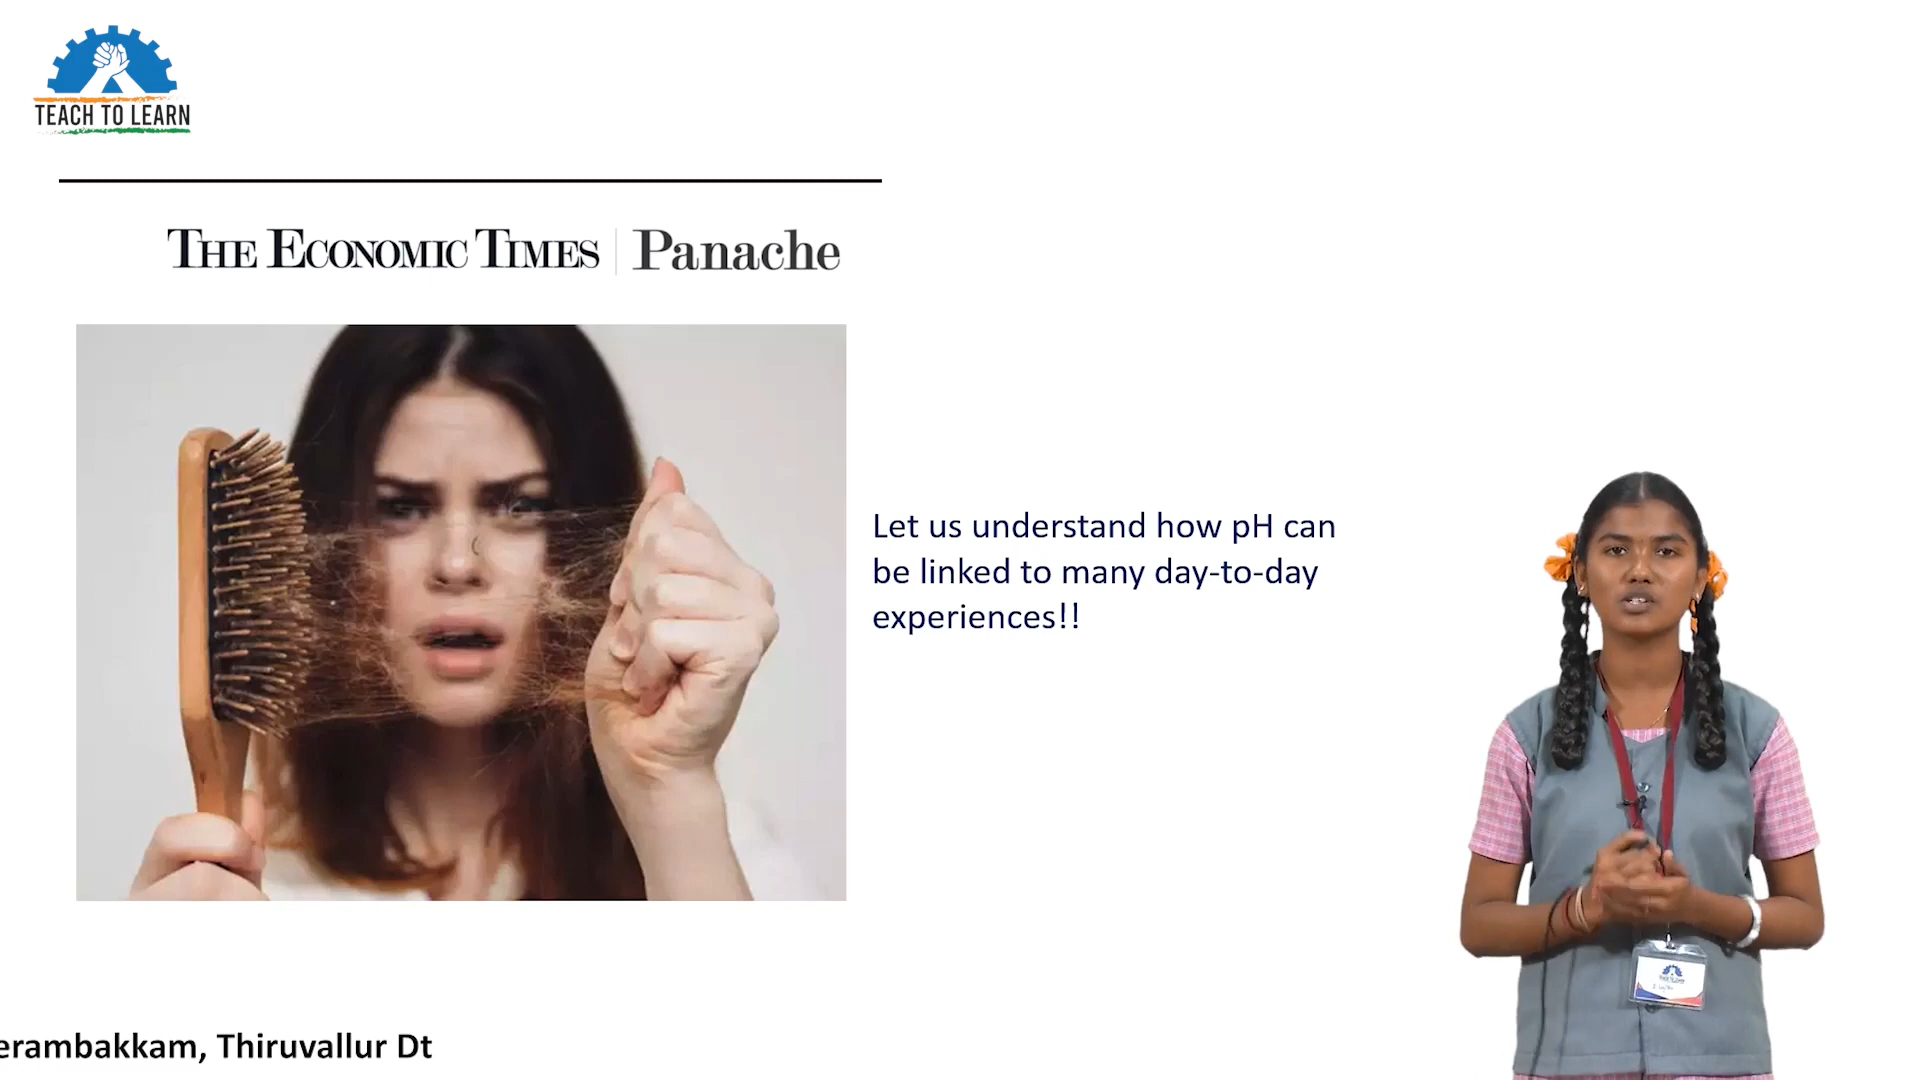 TEACH TO LEARN
THE ECONOMIC TIMES | Panache
Let us understand how pH can
be linked to many day-to-day
experiences!!
erambakkam, Thiruvallur Dt